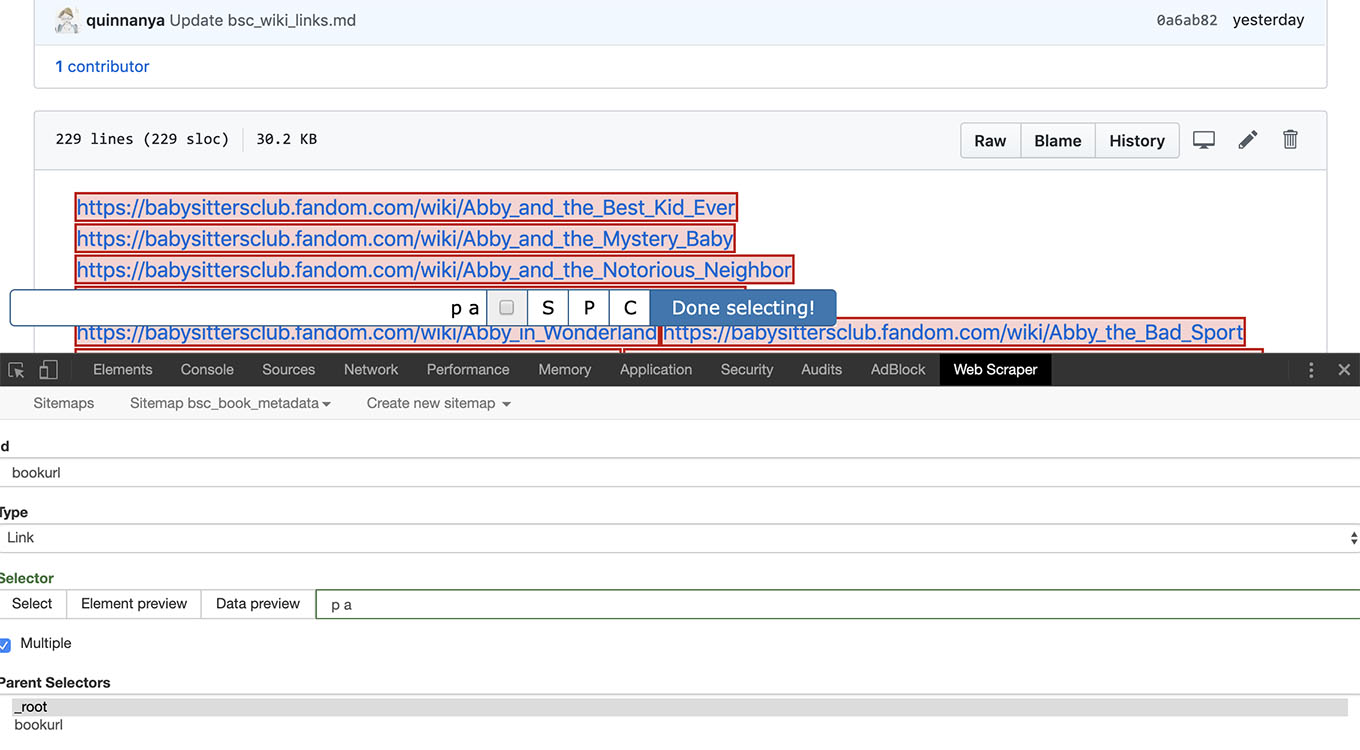 quinnanya Update bsc_wiki_links.md 0a6ab82 yesterday
1 contributor
229 lines (229 sloc) 30.2 KB Raw Blame History
https://babysittersclub.fandom.com/wiki/Abby_and_the_Best_Kid_Ever
https://babysittersclub.fandom.com/wiki/Abby_and_the_Mystery_Baby
https://babysittersclub.fandom.com/wiki/Abby_and_the_Notorious_Neighbor
p a S P C Done selecting!
https://babysittersclub.fandom.com/wiki/Abby_in_Wonderland https://babysittersclub.fandom.com/wiki/Abby_the_Bad_Sport
Elements Console Sources Network Performance Memory Application Security Audits AdBlock Web Scraper
Sitemaps Sitemap bsc_book_metadata Create new sitemap
d
bookurl
Type
Link
Selector
Select Element preview Data preview p a
Multiple
Parent Selectors
_root
bookurl